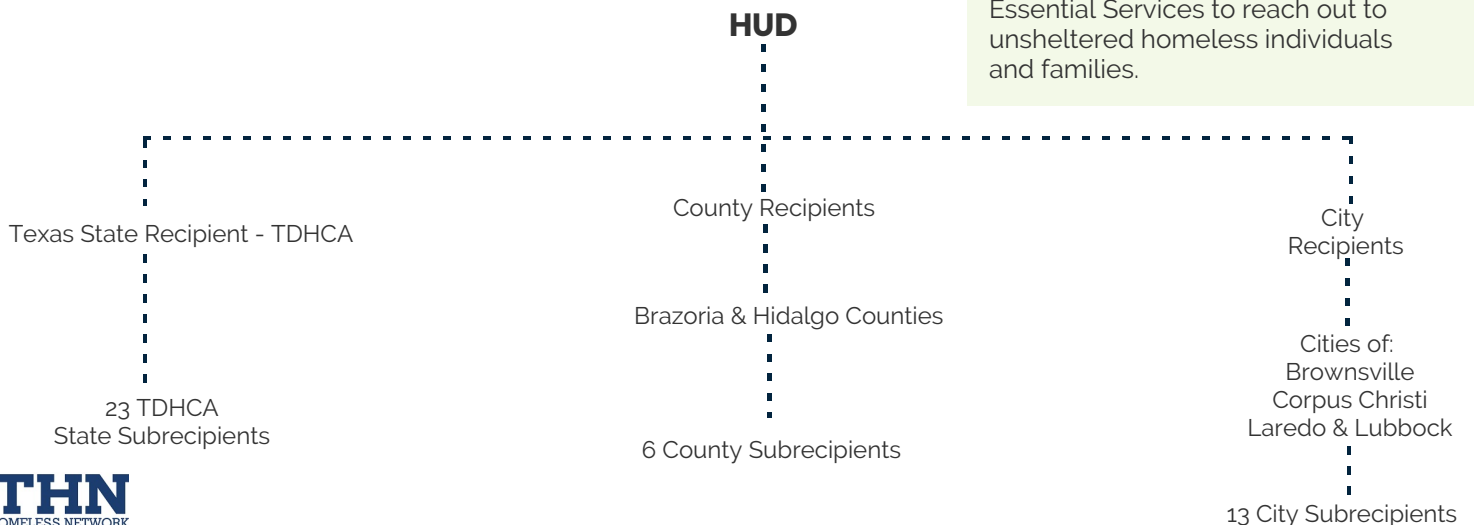 Essential Services to reach out to
unsheltered homeless individuals
and families.
HUD
Texas State Recipient - TDHCA
County Recipients
City
Recipients
Brazoria & Hidalgo Counties
Cities of:
Brownsville
Corpus Christi
Laredo & Lubbock
23 TDHCA
State Subrecipients
6 County Subrecipients
13 City Subrecipients
THN
HOMELESS NETWORK